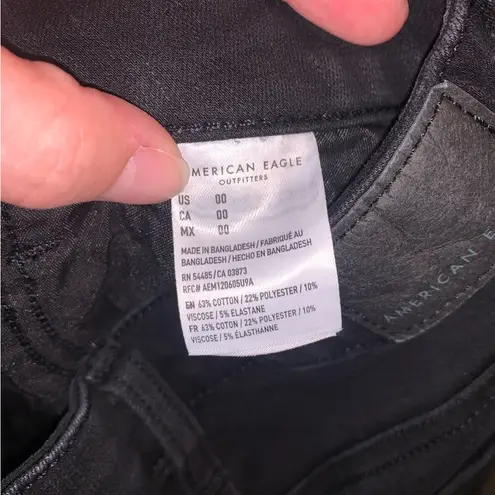 AMERICAN EAGLE
OUTFITTERS
US 00
CA 00
MX 00
MADE IN BANGLADESH / FABRIQUÉ AU
BANGLADESH / HECHO EN BANGLADESH
RN 54485/CA 03873
RFC# AEM120605U9A
EN 63% COTTON / 22% POLYESTER / 10%
VISCOSE / 5% ELASTANE
FR 63% COTON / 22% POLYESTER / 10%
VISCOSE / 5% ÉLASTHANNE
AMERICAN E